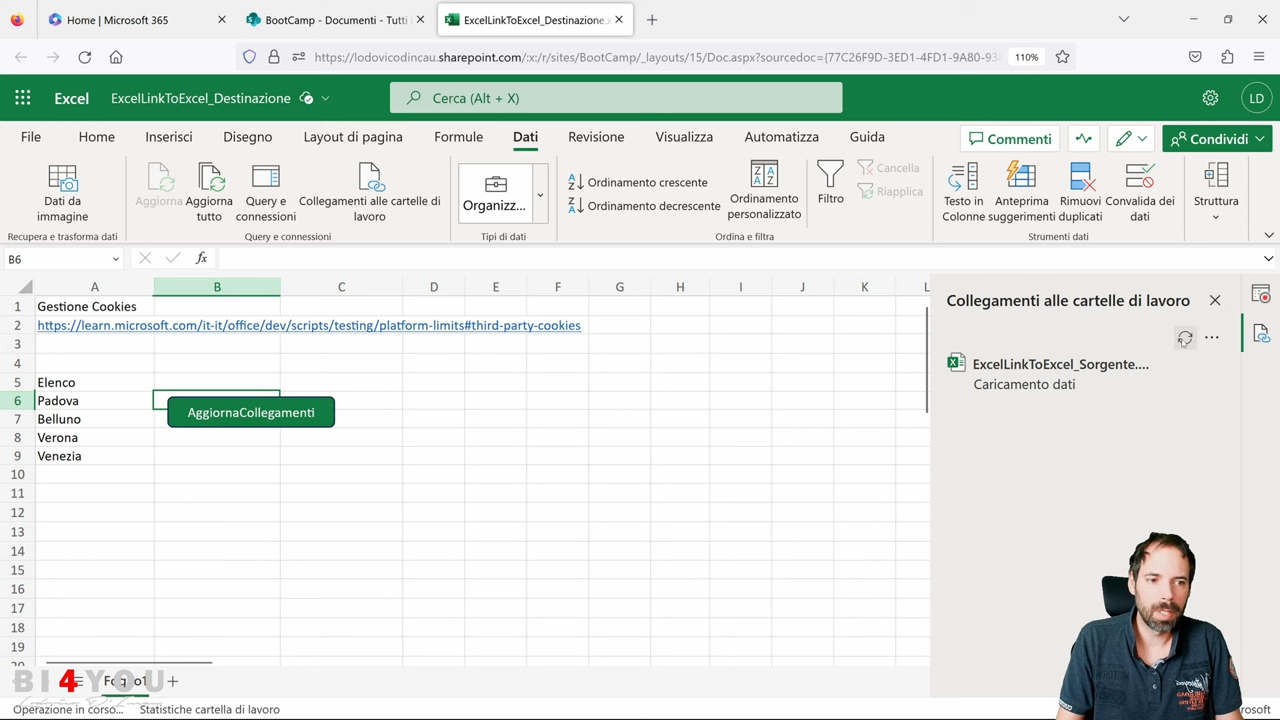 Home | Microsoft 365
BootCamp - Documenti - Tutti i
ExcelLinkToExcel_Destinazione.x
https://lodovicodincau.sharepoint.com/:x:/r/sites/BootCamp/_layouts/15/Doc.aspx?sourcedoc={77C26F9D-3ED1-4FD1-9A80-93
110%
Excel
ExcelLinkToExcel_Destinazione
Cerca (Alt + X)
LD
File
Home
Inserisci
Disegno
Layout di pagina
Formule
Dati
Revisione
Visualizza
Automatizza
Guida
Commenti
Condividi
Dati da immagine
Aggiorna
Aggiorna tutto
Query e connessioni
Collegamenti alle cartelle di lavoro
Organizz...
Ordinamento crescente
Ordinamento decrescente
Ordinamento personalizzato
Filtro
Cancella
Riapplica
Testo in Colonne
Anteprima suggerimenti
Rimuovi duplicati
Convalida dei dati
Struttura
Recupera e trasforma dati
Query e connessioni
Tipi di dati
Ordina e filtra
Strumenti dati
B6
fx
A B C D E F G H I J K L
1 Gestione Cookies
2 https://learn.microsoft.com/it-it/office/dev/scripts/testing/platform-limits#third-party-cookies
3
4
5 Elenco
6 Padova
7 Belluno
8 Verona
9 Venezia
10
11
12
13
14
15
16
17
18
19
AggiornaCollegamenti
Collegamenti alle cartelle di lavoro
ExcelLinkToExcel_Sorgente....
Caricamento dati
BI4YOU
Operazione in corso...
Statistiche cartella di lavoro